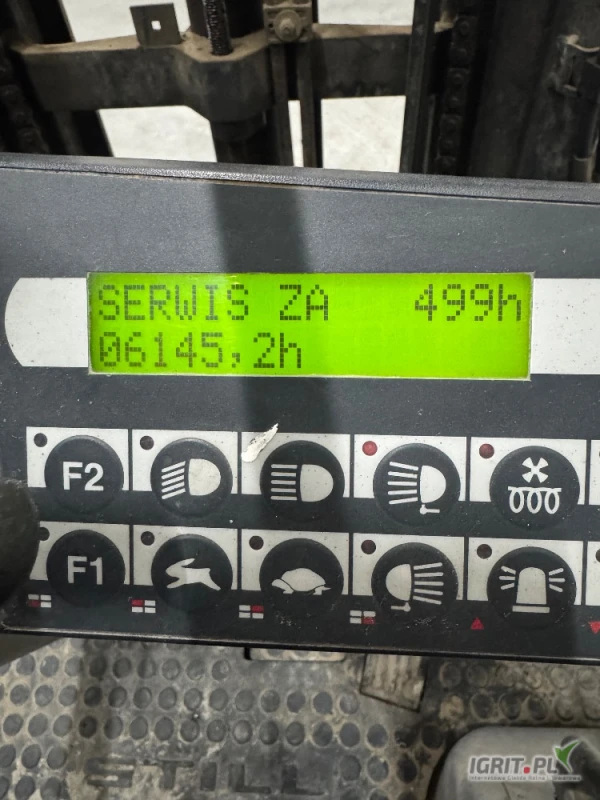 SERWIS ZA 499h
06145,2h
F2
F1
STILL
IGRIT.PL